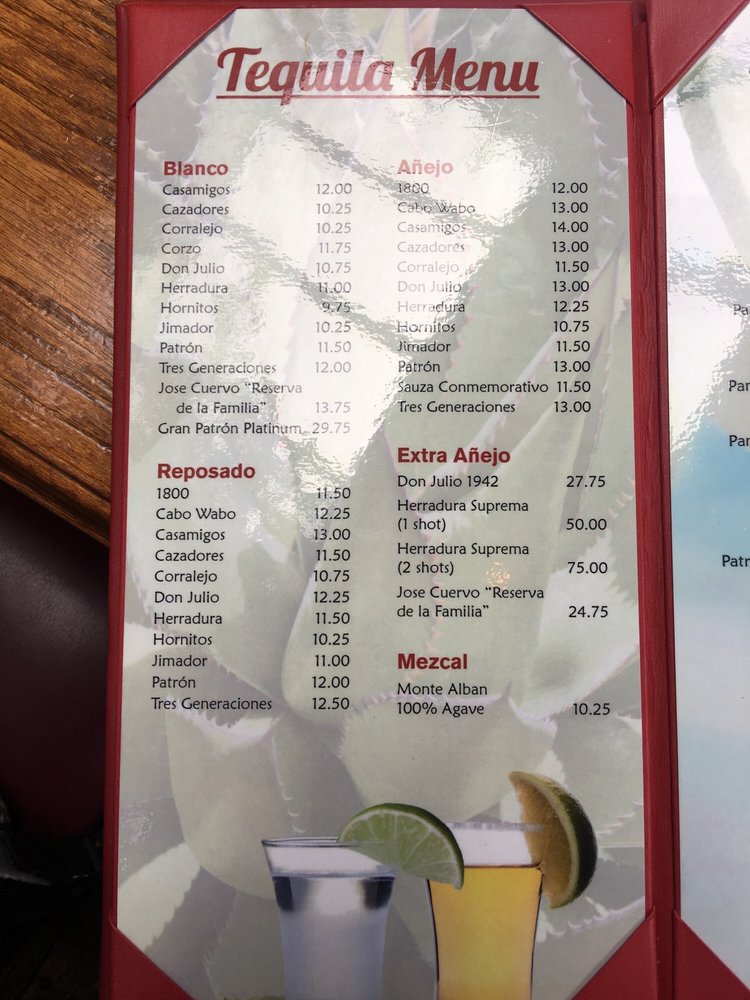 Tequila Menu
Blanco
Casamigos 12.00
Cazadores 10.25
Corralejo 10.25
Corzo 11.75
Don Julio 10.75
Herradura 11.00
Hornitos 9.75
Jimador 10.25
Patrón 11.50
Tres Generaciones 12.00
Jose Cuervo “Reserva
de la Familia” 13.75
Gran Patrón Platinum 29.75
Reposado
1800 11.50
Cabo Wabo 12.25
Casamigos 13.00
Cazadores 11.50
Corralejo 10.75
Don Julio 12.25
Herradura 11.50
Hornitos 10.25
Jimador 11.00
Patrón 12.00
Tres Generaciones 12.50
Añejo
1800 12.00
Cabo Wabo 13.00
Casamigos 14.00
Cazadores 13.00
Corralejo 11.50
Don Julio 13.00
Herradura 12.25
Hornitos 10.75
Jimador 11.50
Patrón 13.00
Sauza Conmemorativo 11.50
Tres Generaciones 13.00
Extra Añejo
Don Julio 1942 27.75
Herradura Suprema
(1 shot) 50.00
Herradura Suprema
(2 shots) 75.00
Jose Cuervo “Reserva
de la Familia” 24.75
Mezcal
Monte Alban
100% Agave 10.25